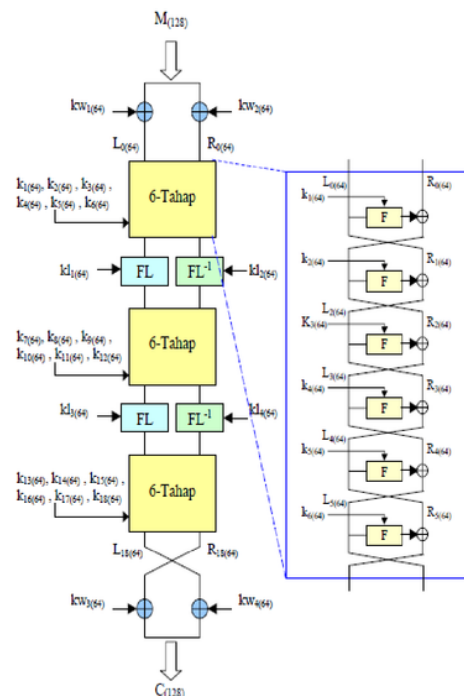 M(128)
kw1(64) kw2(64)
L0(64) R0(64)
k1(64), k2(64), k3(64) ,
k4(64) , k5(64) , k6(64)
6-Tahap
kl1(64) FL FL-1 kl2(64)
k7(64), k8(64) , k9(64) ,
k10(64) , k11(64) , k12(64)
6-Tahap
kl3(64) FL FL-1 kl4(64)
k13(64), k14(64) , k15(64) ,
k16(64) , k17(64) , k18(64)
6-Tahap
L18(64) R18(64)
kw3(64) kw4(64)
C(128)
L0(64) R0(64)
k1(64)
F
k2(64) R1(64)
F
L2(64) R2(64)
K3(64)
F
L3(64) R3(64)
k4(64)
F
L4(64) R4(64)
k5(64)
F
L5(64) R5(64)
k6(64)
F